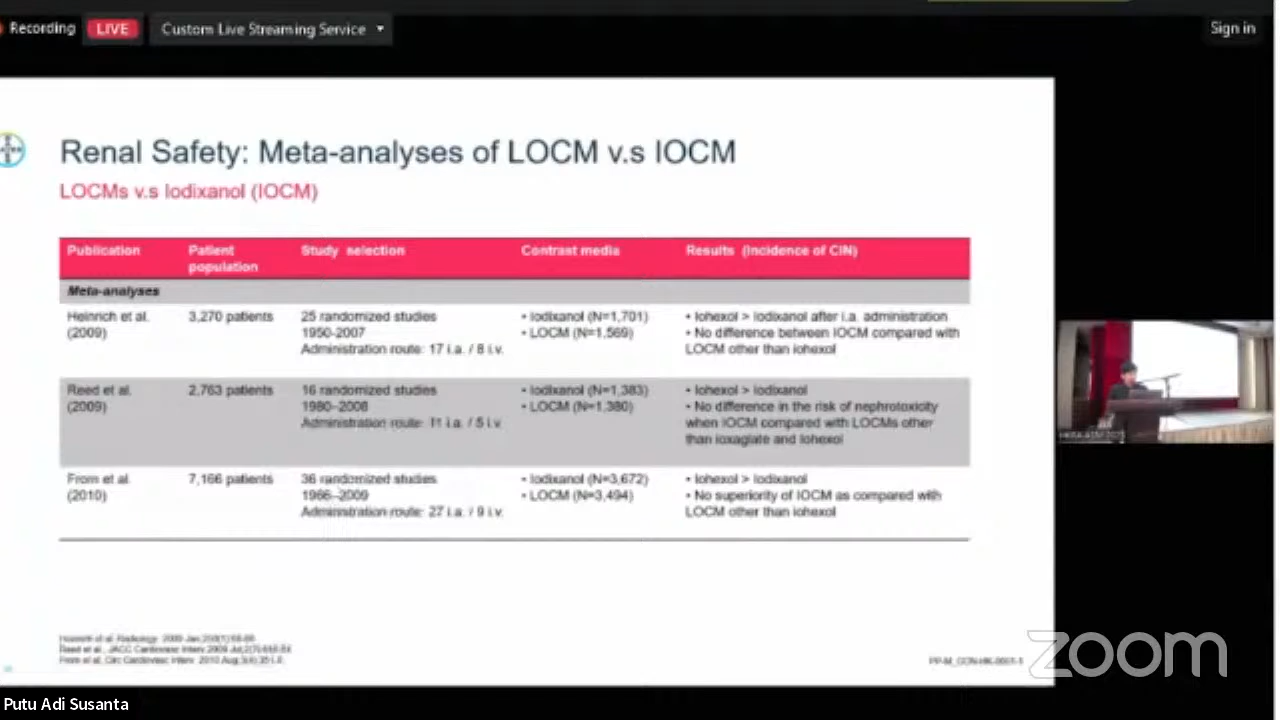 Recording
LIVE
Custom Live Streaming Service
Sign in
Renal Safety: Meta-analyses of LOCM v.s IOCM
LOCMs v.s Iodixanol (IOCM)
Publication Patient population Study selection Contrast media Results (Incidence of CIN)
Meta-analyses
Heinrich et al. 3,270 patients 25 randomized studies • Iodixanol (N=1,701) • Iohexol > Iodixanol after i.a. administration
(2009) 1950-2007 • LOCM (N=1,569) • No difference between IOCM compared with
Administration route: 17 i.a. / 8 i.v. LOCM other than iohexol
Reed et al. 2,763 patients 16 randomized studies • Iodixanol (N=1,383) • Iohexol > Iodixanol
(2009) 1980–2008 • LOCM (N=1,380) • No difference in the risk of nephrotoxicity
Administration route: 11 i.a. / 5 i.v. when IOCM compared with LOCMs other
than ioxaglate and Iohexol
From et al. 7,166 patients 36 randomized studies • Iodixanol (N=3,672) • Iohexol > Iodixanol
(2010) 1966–2009 • LOCM (N=3,494) • No superiority of IOCM as compared with
Administration route: 27 i.a. / 9 i.v. LOCM other than iohexol
zoom
Putu Adi Susanta